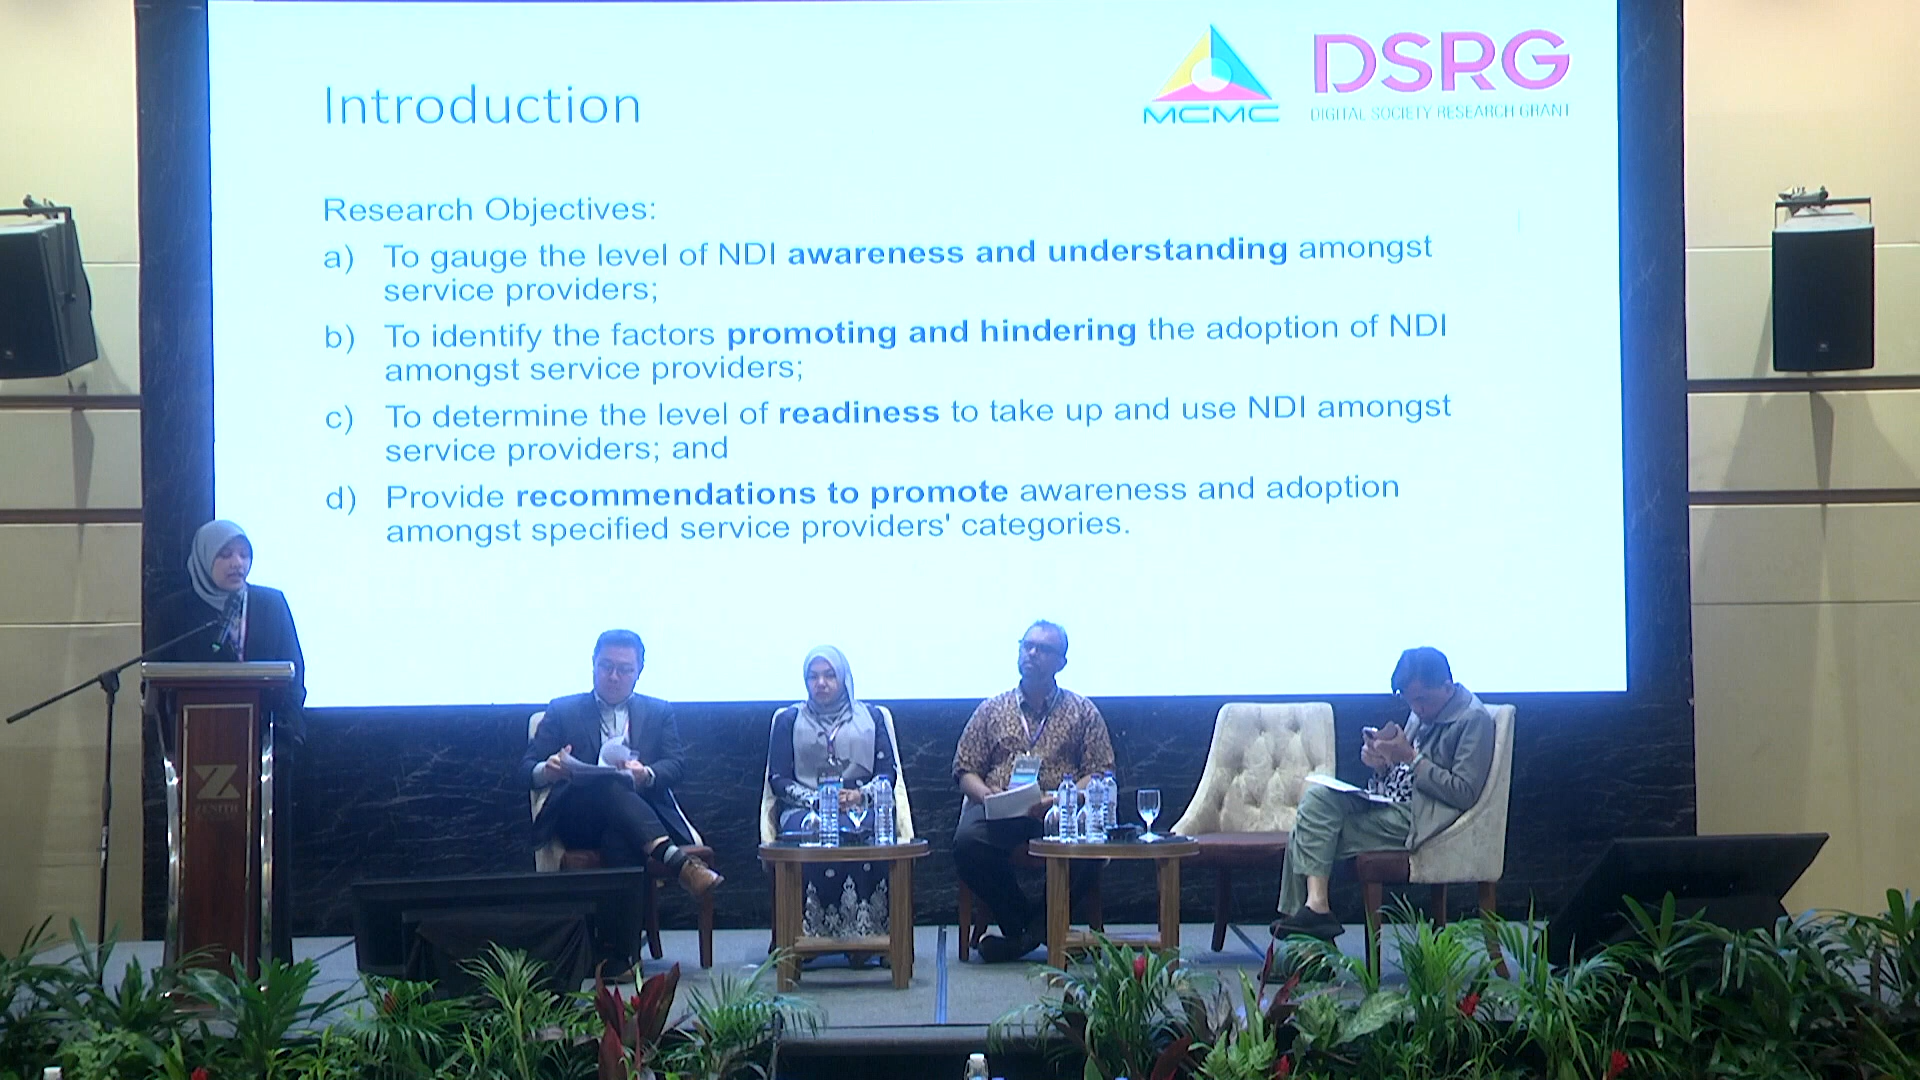 Introduction
MCMC
DSRG
DIGITAL SOCIETY RESEARCH GRANT
Research Objectives:
a) To gauge the level of NDI awareness and understanding amongst
service providers;
b) To identify the factors promoting and hindering the adoption of NDI
amongst service providers;
c) To determine the level of readiness to take up and use NDI amongst
service providers; and
d) Provide recommendations to promote awareness and adoption
amongst specified service providers' categories.
ZENITH